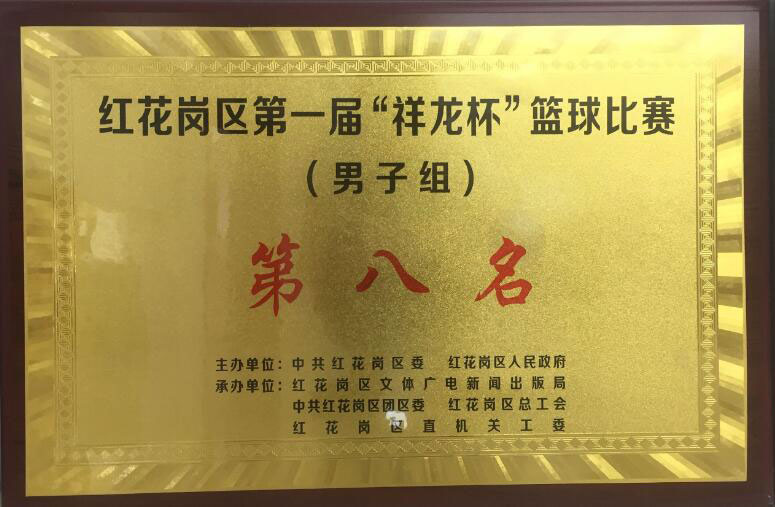 红花岗区第一届“祥龙杯”篮球比赛
（男子组）
第八名
主办单位：中共红花岗区委 红花岗区人民政府
承办单位：红花岗区文体广电新闻出版局
中共红花岗区团区委 红花岗区总工会
红花岗区直机关工委